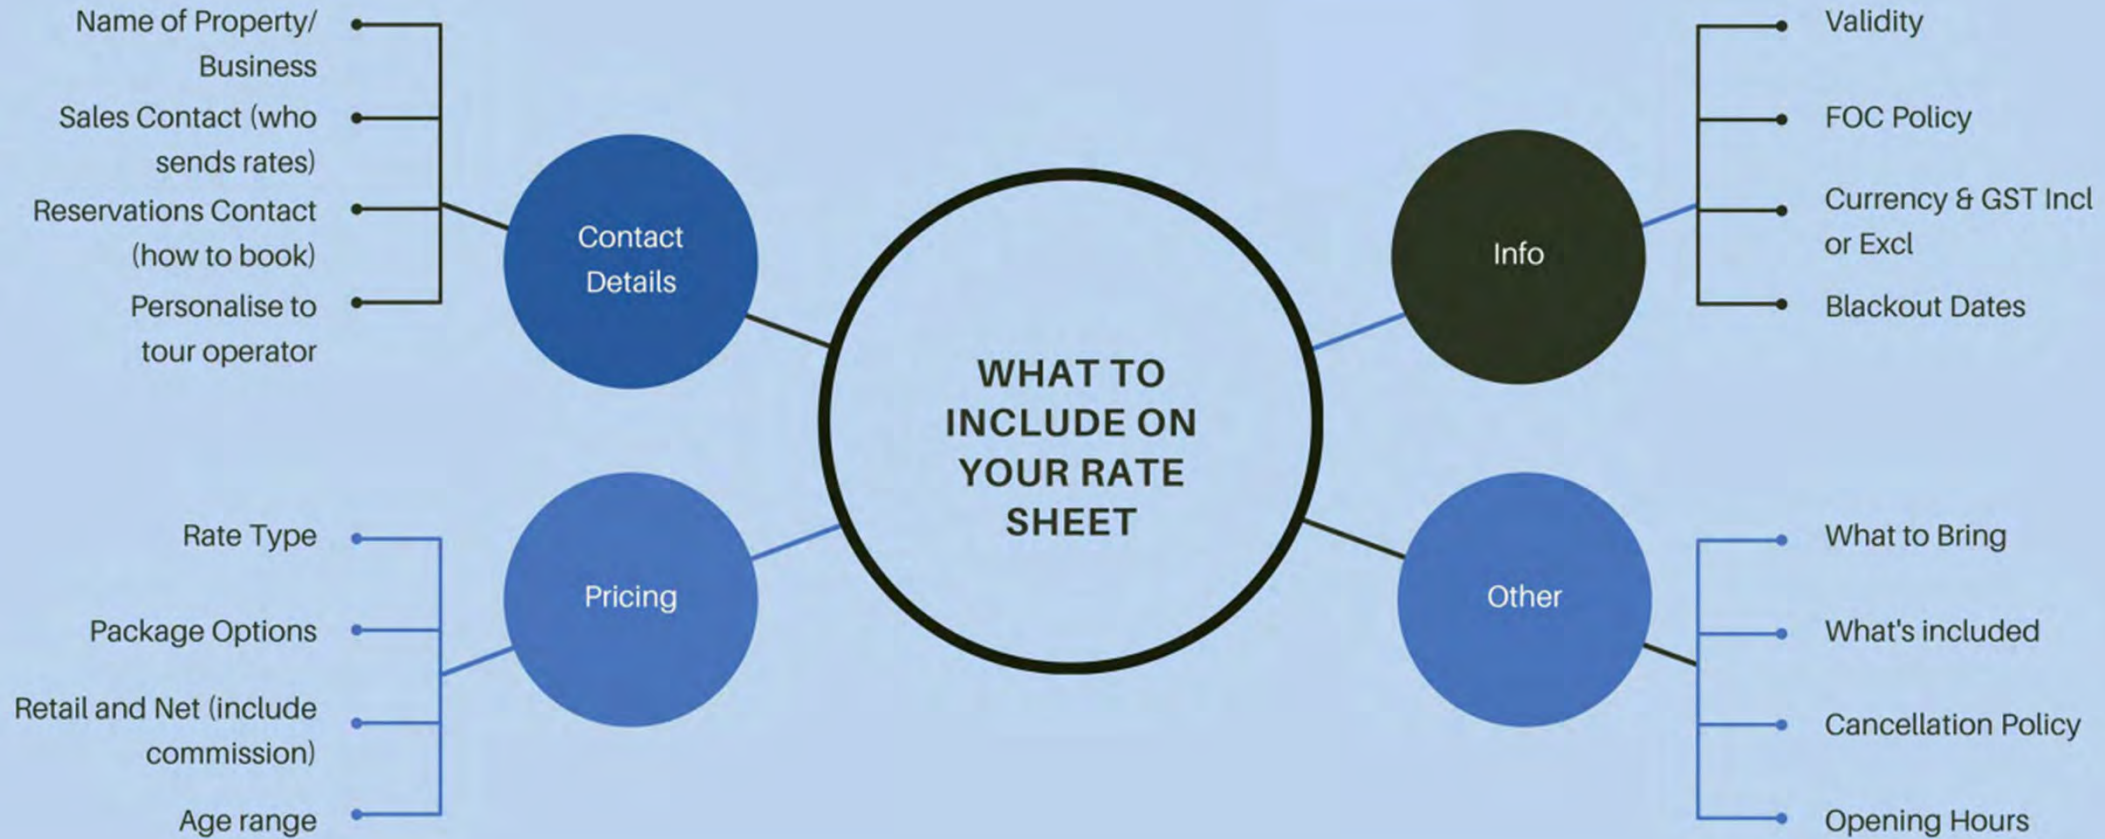 Name of Property/
Business
Sales Contact (who
sends rates)
Reservations Contact
(how to book)
Personalise to
tour operator
Contact
Details
Rate Type
Package Options
Retail and Net (include
commission)
Age range
Pricing
WHAT TO
INCLUDE ON
YOUR RATE
SHEET
Info
Validity
FOC Policy
Currency & GST Incl
or Excl
Blackout Dates
Other
What to Bring
What's included
Cancellation Policy
Opening Hours